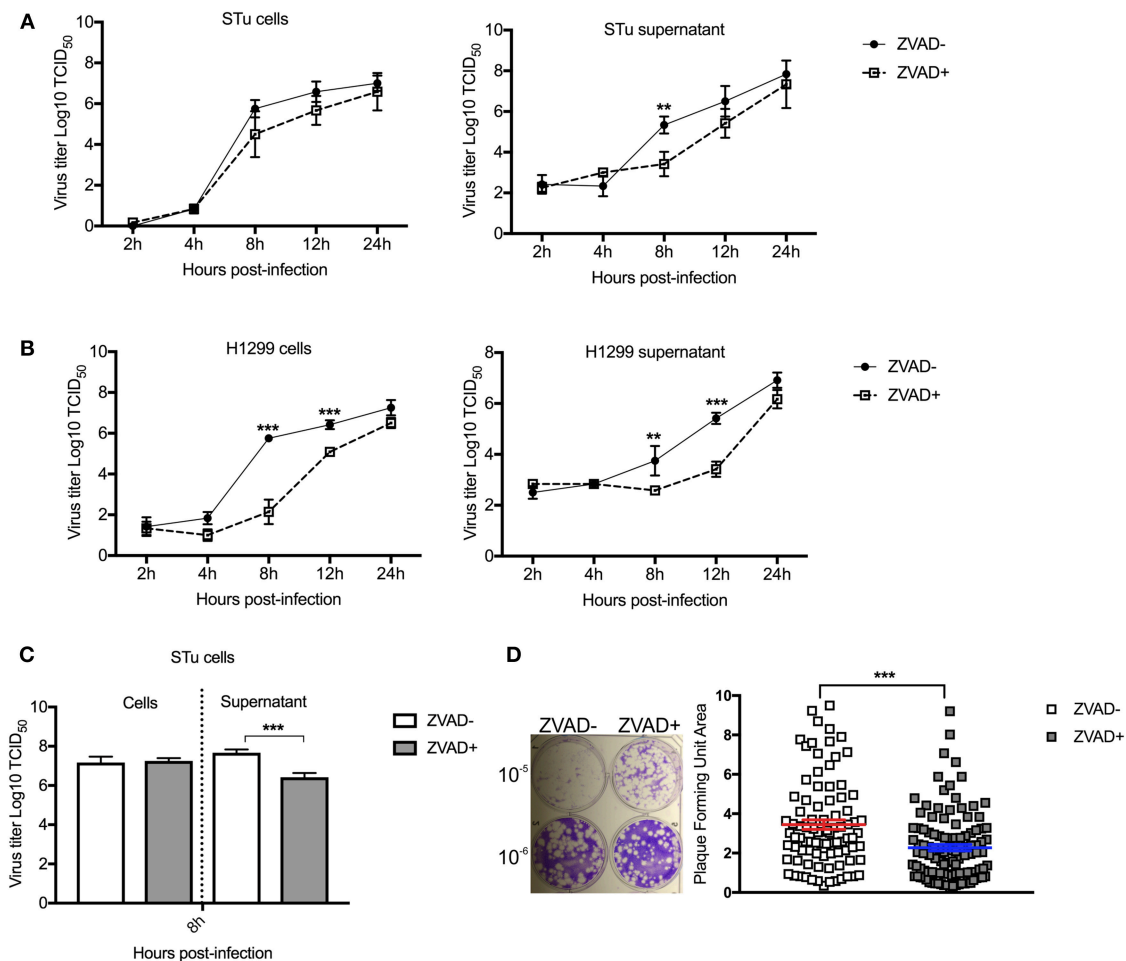 A
STu cells
Virus titer Log10 TCID50
10
8
6
4
2
0
2h 4h 8h 12h 24h
Hours post-infection
STu supernatant
Virus titer Log10 TCID50
10
8
6
4
2
0
**
2h 4h 8h 12h 24h
Hours post-infection
ZVAD-
ZVAD+
B
H1299 cells
Virus titer Log10 TCID50
10
8
6
4
2
0
***
***
2h 4h 8h 12h 24h
Hours post-infection
H1299 supernatant
Virus titer Log10 TCID50
8
6
4
2
0
**
***
2h 4h 8h 12h 24h
Hours post-infection
ZVAD-
ZVAD+
C
STu cells
Cells
Supernatant
Virus titer Log10 TCID50
10
8
6
4
2
0
***
8h
Hours post-infection
ZVAD-
ZVAD+
D
ZVAD- ZVAD+
10-5
10-6
***
Plaque Forming Unit Area
10
8
6
4
2
0
ZVAD-
ZVAD+